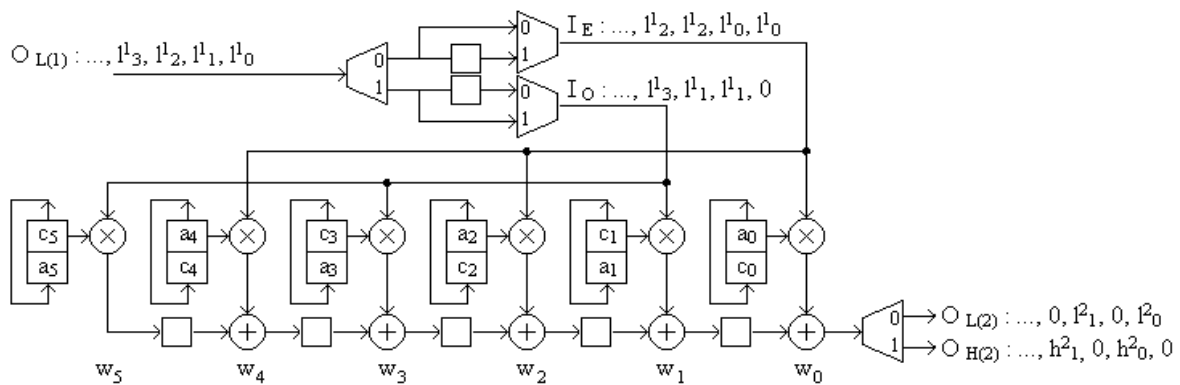 O L(1) : ..., l¹₃, l¹₂, l¹₁, l¹₀
0
1
0
1
0
1
I E : ..., l¹₂, l¹₂, l¹₀, l¹₀
I O : ..., l¹₃, l¹₁, l¹₁, 0
c₅ a₄ c₃ a₂ c₁ a₀
a₅ c₄ a₃ c₂ a₁ c₀
0
1
O L(2) : ..., 0, l²₁, 0, l²₀
O H(2) : ..., h²₁, 0, h²₀, 0
w₅ w₄ w₃ w₂ w₁ w₀